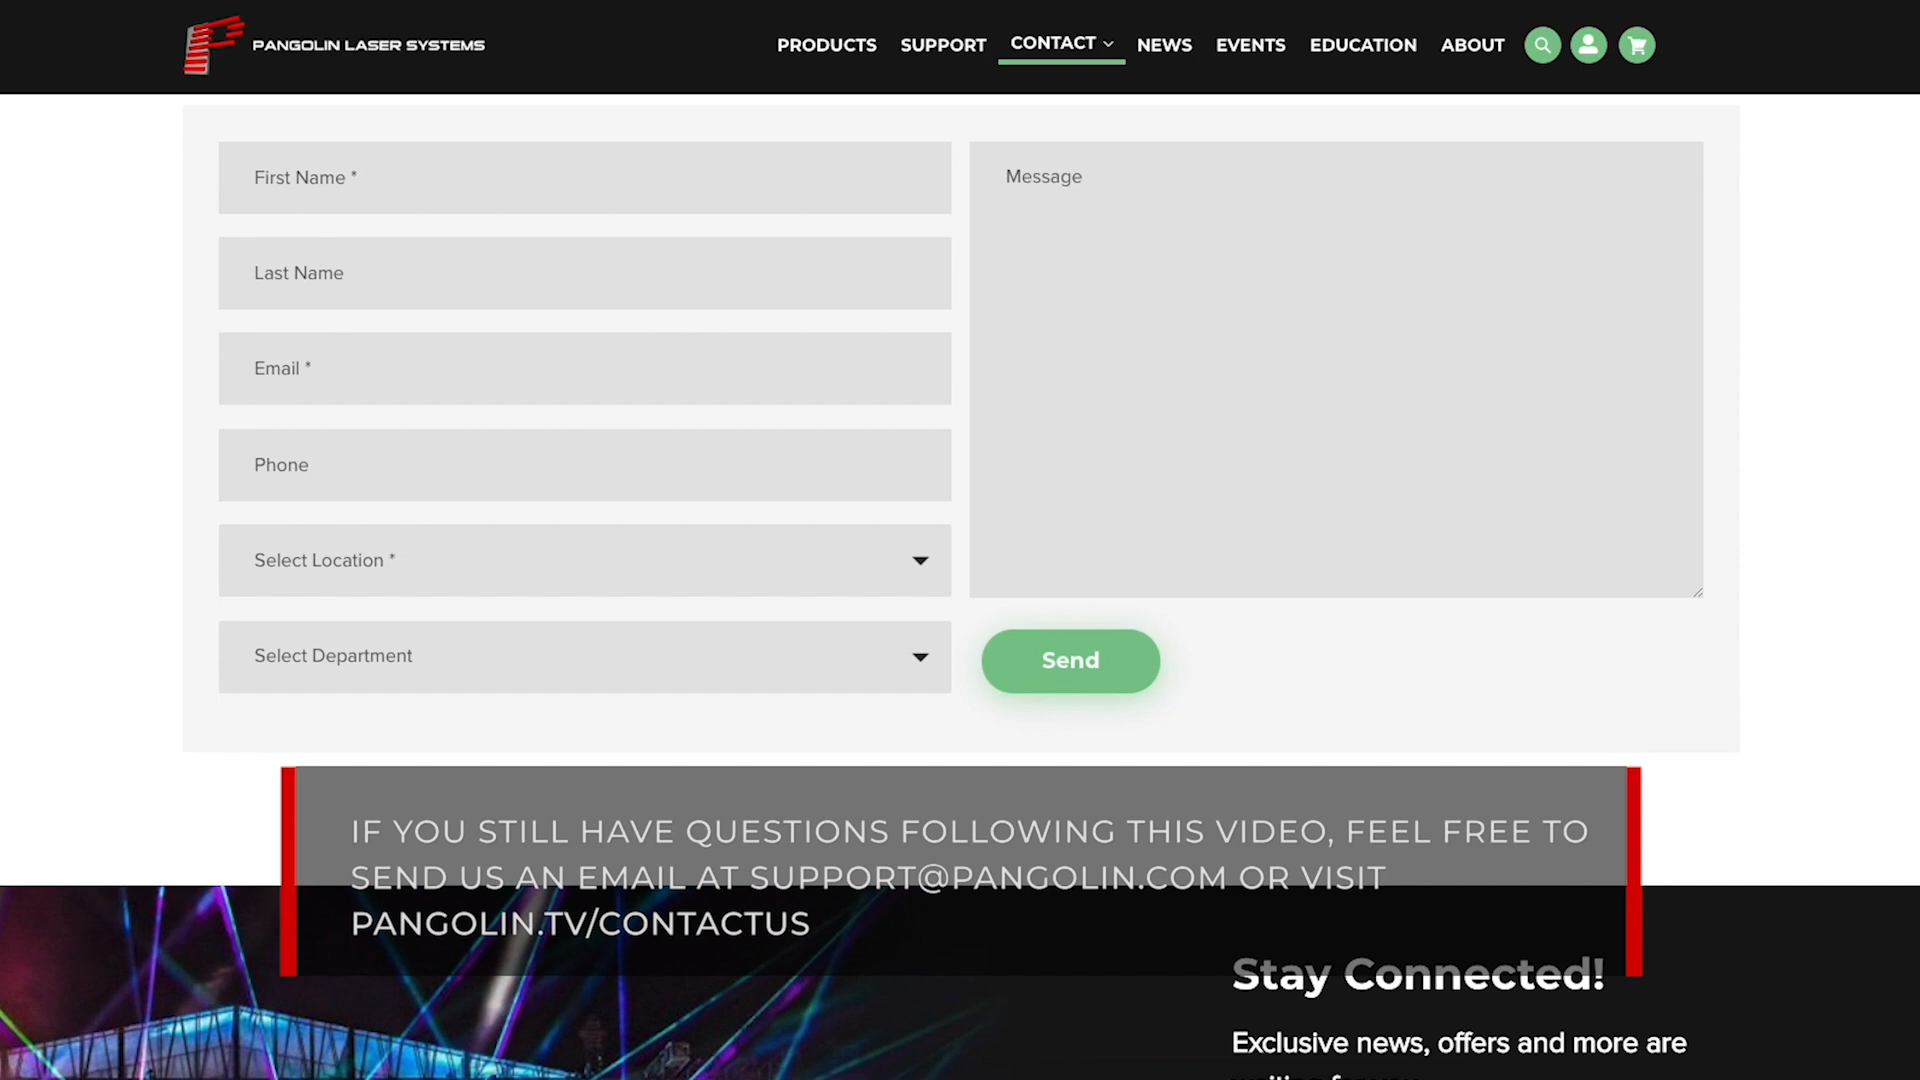 PANGOLIN LASER SYSTEMS
PRODUCTS SUPPORT CONTACT NEWS EVENTS EDUCATION ABOUT
First Name *
Last Name
Email *
Phone
Select Location *
Select Department
Message
Send
IF YOU STILL HAVE QUESTIONS FOLLOWING THIS VIDEO, FEEL FREE TO
SEND US AN EMAIL AT SUPPORT@PANGOLIN.COM OR VISIT
PANGOLIN.TV/CONTACTUS
Stay Connected!
Exclusive news, offers and more are